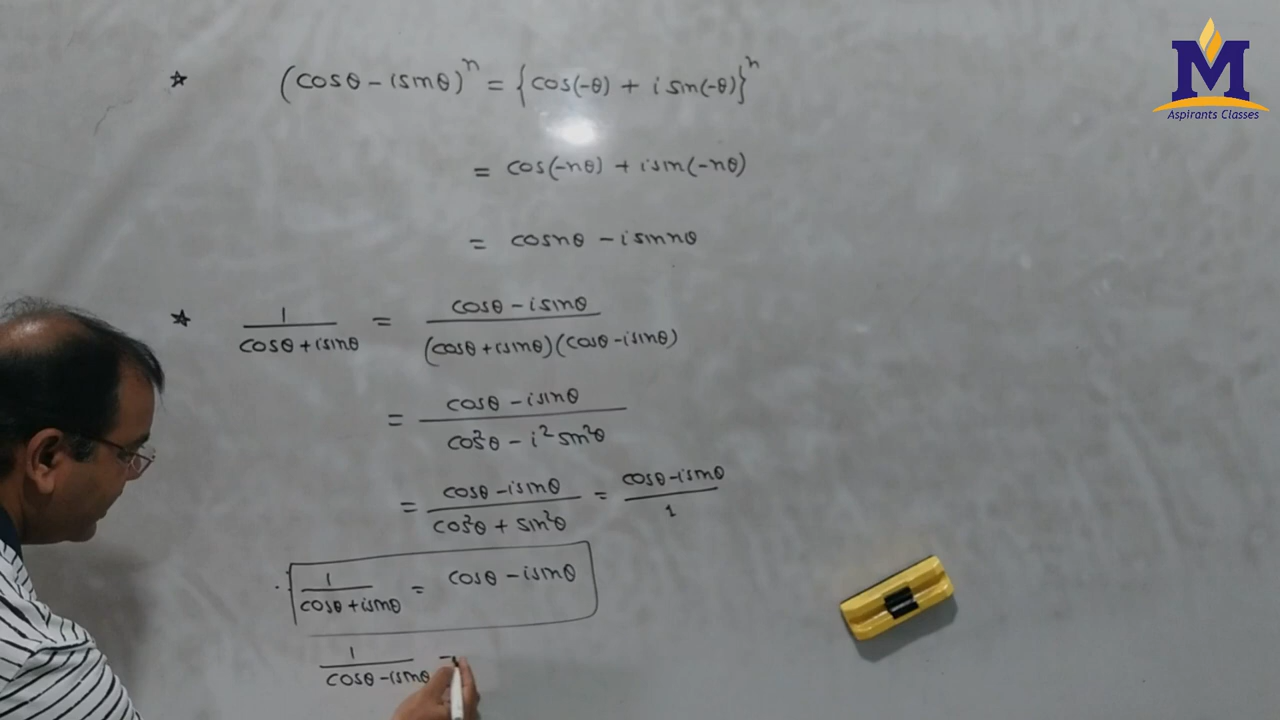 M
Aspirants Classes
☆ (cosθ - isinθ)^n = {cos(-θ) + i sin(-θ)}^n
= cos(-nθ) + isin(-nθ)
= cosnθ - isinnθ
☆ 1/(cosθ + isinθ) = (cosθ - isinθ)/((cosθ + isinθ)(cosθ - isinθ))
= (cosθ - isinθ)/(cos²θ - i² sin²θ)
= (cosθ - isinθ)/(cos²θ + sin²θ) = (cosθ - isinθ)/1
1/(cosθ + isinθ) = cosθ - isinθ
1/(cosθ - isinθ) =